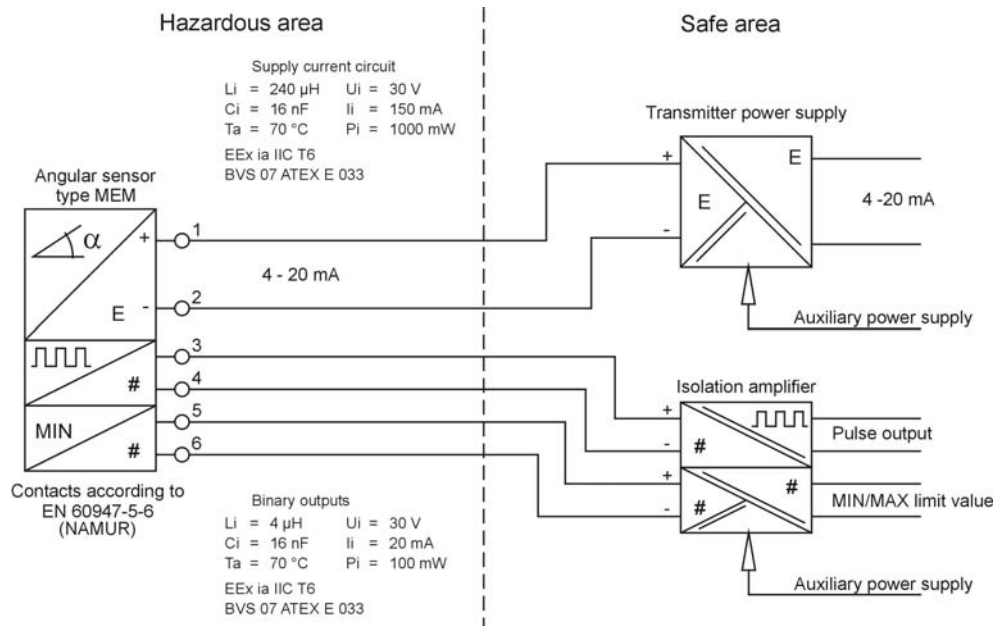 Hazardous area
Safe area
Supply current circuit
Li = 240 µH Ui = 30 V
Ci = 16 nF Ii = 150 mA
Ta = 70 °C Pi = 1000 mW
EEx ia IIC T6
BVS 07 ATEX E 033
Transmitter power supply
Angular sensor
type MEM
α
+
-
E
1
2
4 - 20 mA
+
-
E
E
4 -20 mA
Auxiliary power supply
#
3
4
MIN
#
5
6
Contacts according to
EN 60947-5-6
(NAMUR)
Isolation amplifier
+
-
#
Pulse output
+
-
#
#
MIN/MAX limit value
Auxiliary power supply
Binary outputs
Li = 4 µH Ui = 30 V
Ci = 16 nF Ii = 20 mA
Ta = 70 °C Pi = 100 mW
EEx ia IIC T6
BVS 07 ATEX E 033